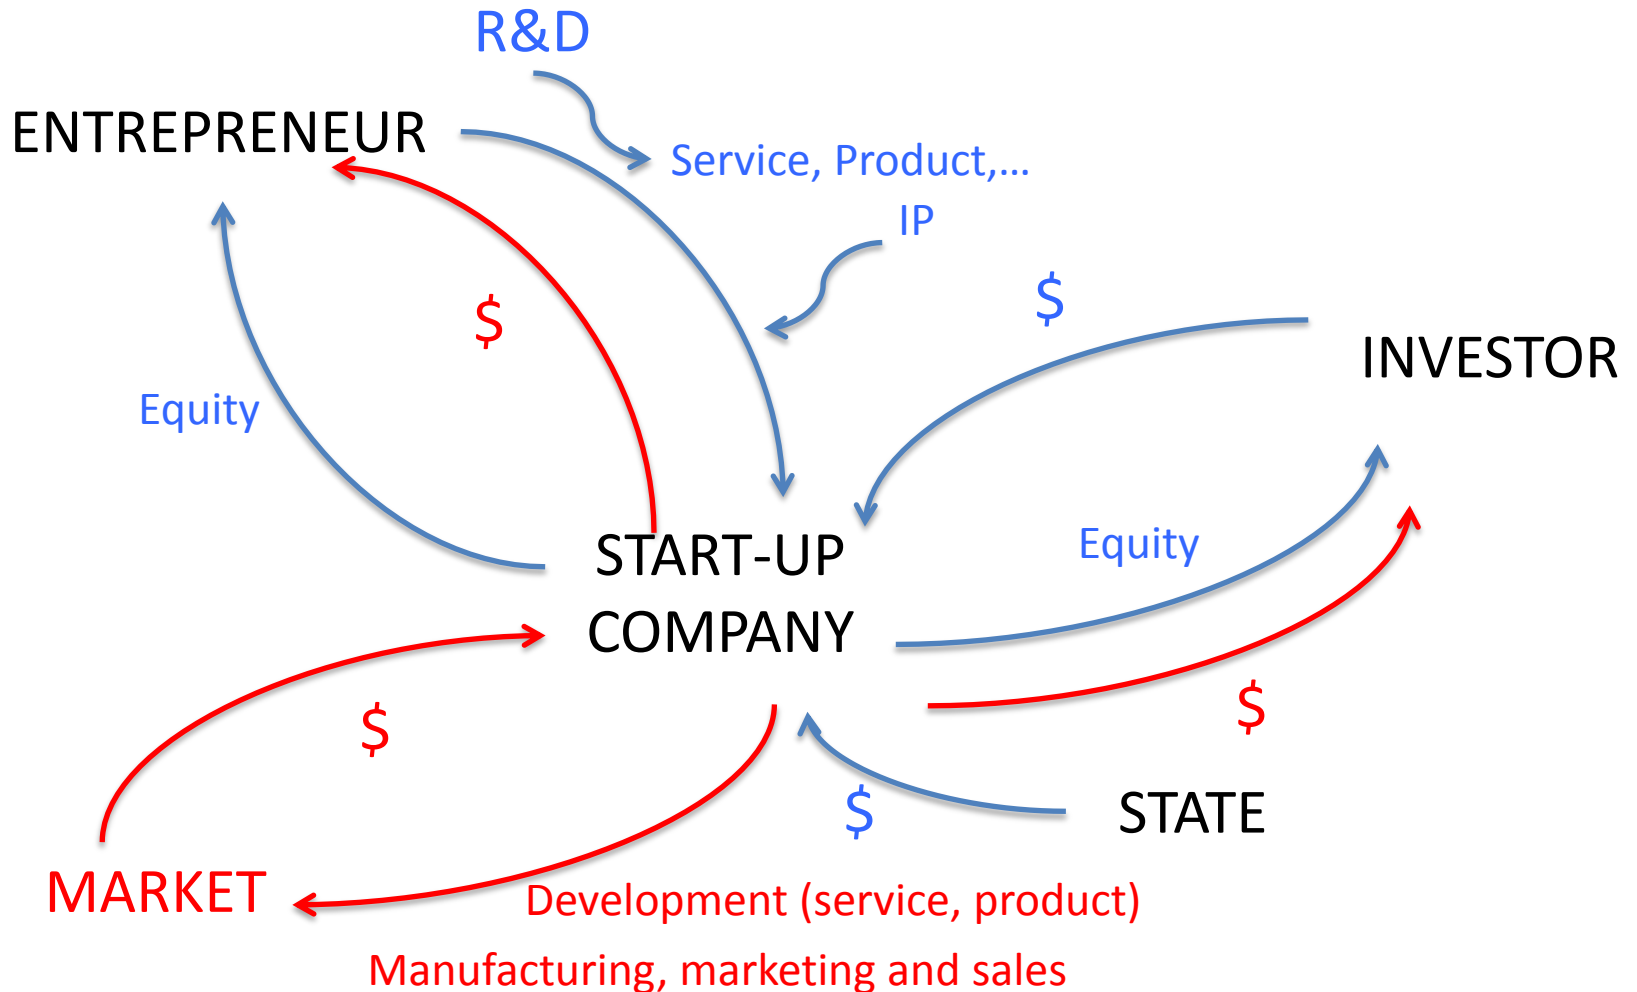 R&D
ENTREPRENEUR
Service, Product,...
IP
$
$
INVESTOR
Equity
START-UP
COMPANY
Equity
$
$
$
STATE
MARKET
Development (service, product)
Manufacturing, marketing and sales